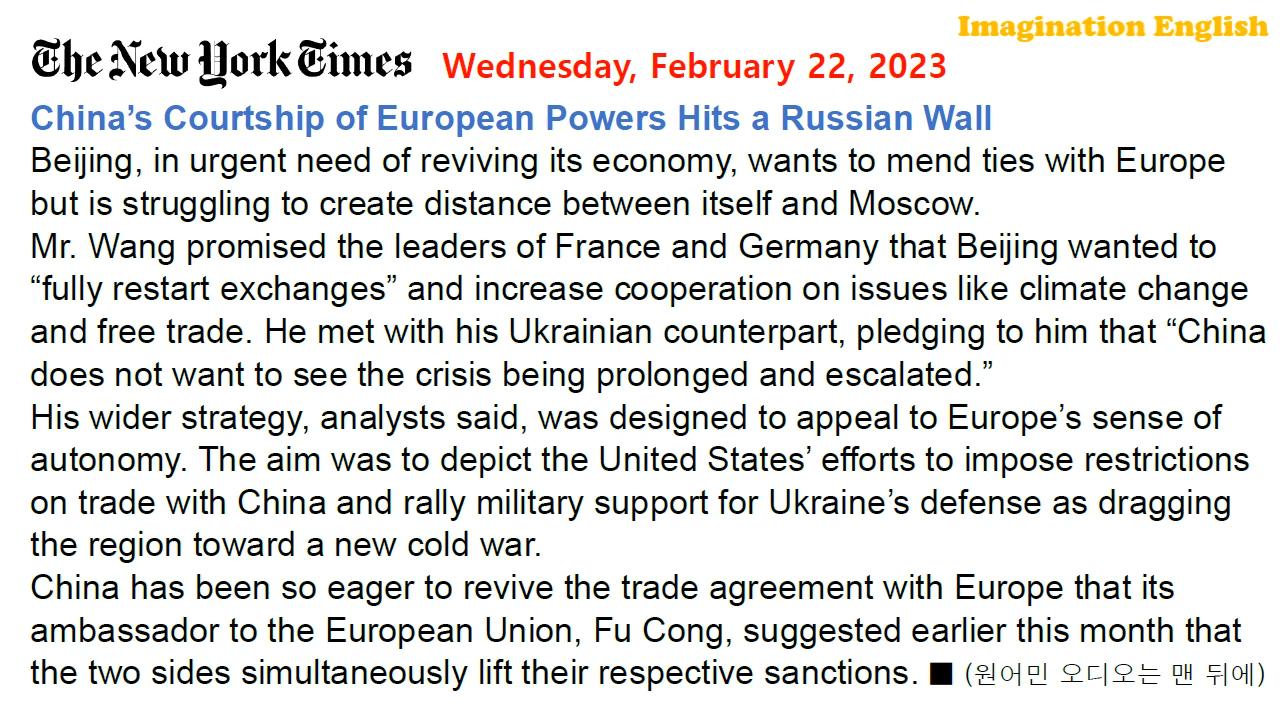 Imagination English
The New York Times Wednesday, February 22, 2023
China’s Courtship of European Powers Hits a Russian Wall
Beijing, in urgent need of reviving its economy, wants to mend ties with Europe
but is struggling to create distance between itself and Moscow.
Mr. Wang promised the leaders of France and Germany that Beijing wanted to
“fully restart exchanges” and increase cooperation on issues like climate change
and free trade. He met with his Ukrainian counterpart, pledging to him that “China
does not want to see the crisis being prolonged and escalated.”
His wider strategy, analysts said, was designed to appeal to Europe’s sense of
autonomy. The aim was to depict the United States’ efforts to impose restrictions
on trade with China and rally military support for Ukraine’s defense as dragging
the region toward a new cold war.
China has been so eager to revive the trade agreement with Europe that its
ambassador to the European Union, Fu Cong, suggested earlier this month that
the two sides simultaneously lift their respective sanctions. ■ (원어민 오디오는 맨 뒤에)